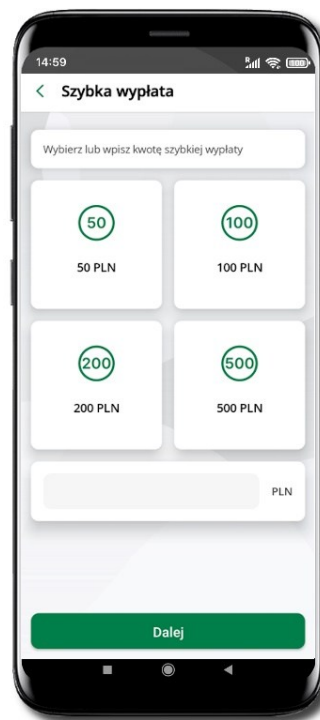 14:59
Szybka wypłata
Wybierz lub wpisz kwotę szybkiej wypłaty
50
100
50 PLN
100 PLN
200
500
200 PLN
500 PLN
PLN
Dalej